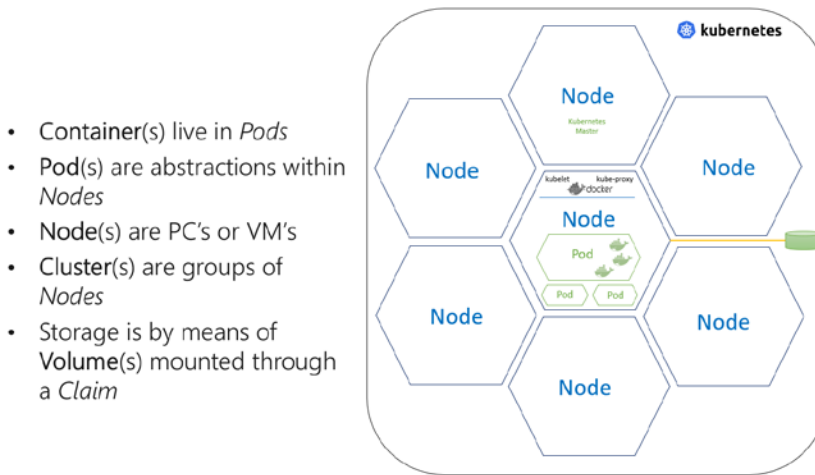 • Container(s) live in Pods
• Pod(s) are abstractions within
Nodes
• Node(s) are PC's or VM's
• Cluster(s) are groups of
Nodes
• Storage is by means of
Volume(s) mounted through
a Claim
kubernetes
Node
Kubernetes
Master
Node
Node
kubelet kube-proxy
docker
Node
Pod
Pod Pod
Node
Node
Node